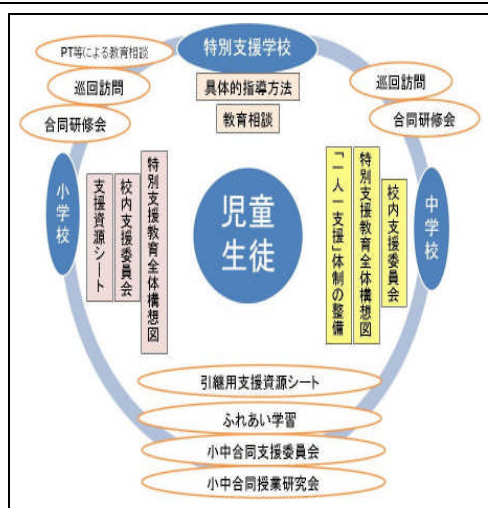 PT等による教育相談
特別支援学校
巡回訪問
合同研修会
具体的指導方法
教育相談
巡回訪問
合同研修会
小学校
支援資源シート
校内支援委員会
特別支援教育全体構想図
児童
生徒
「一人一支援」体制の整備
特別支援教育全体構想図
校内支援委員会
中学校
引継用支援資源シート
ふれあい学習
小中合同支援委員会
小中合同授業研究会